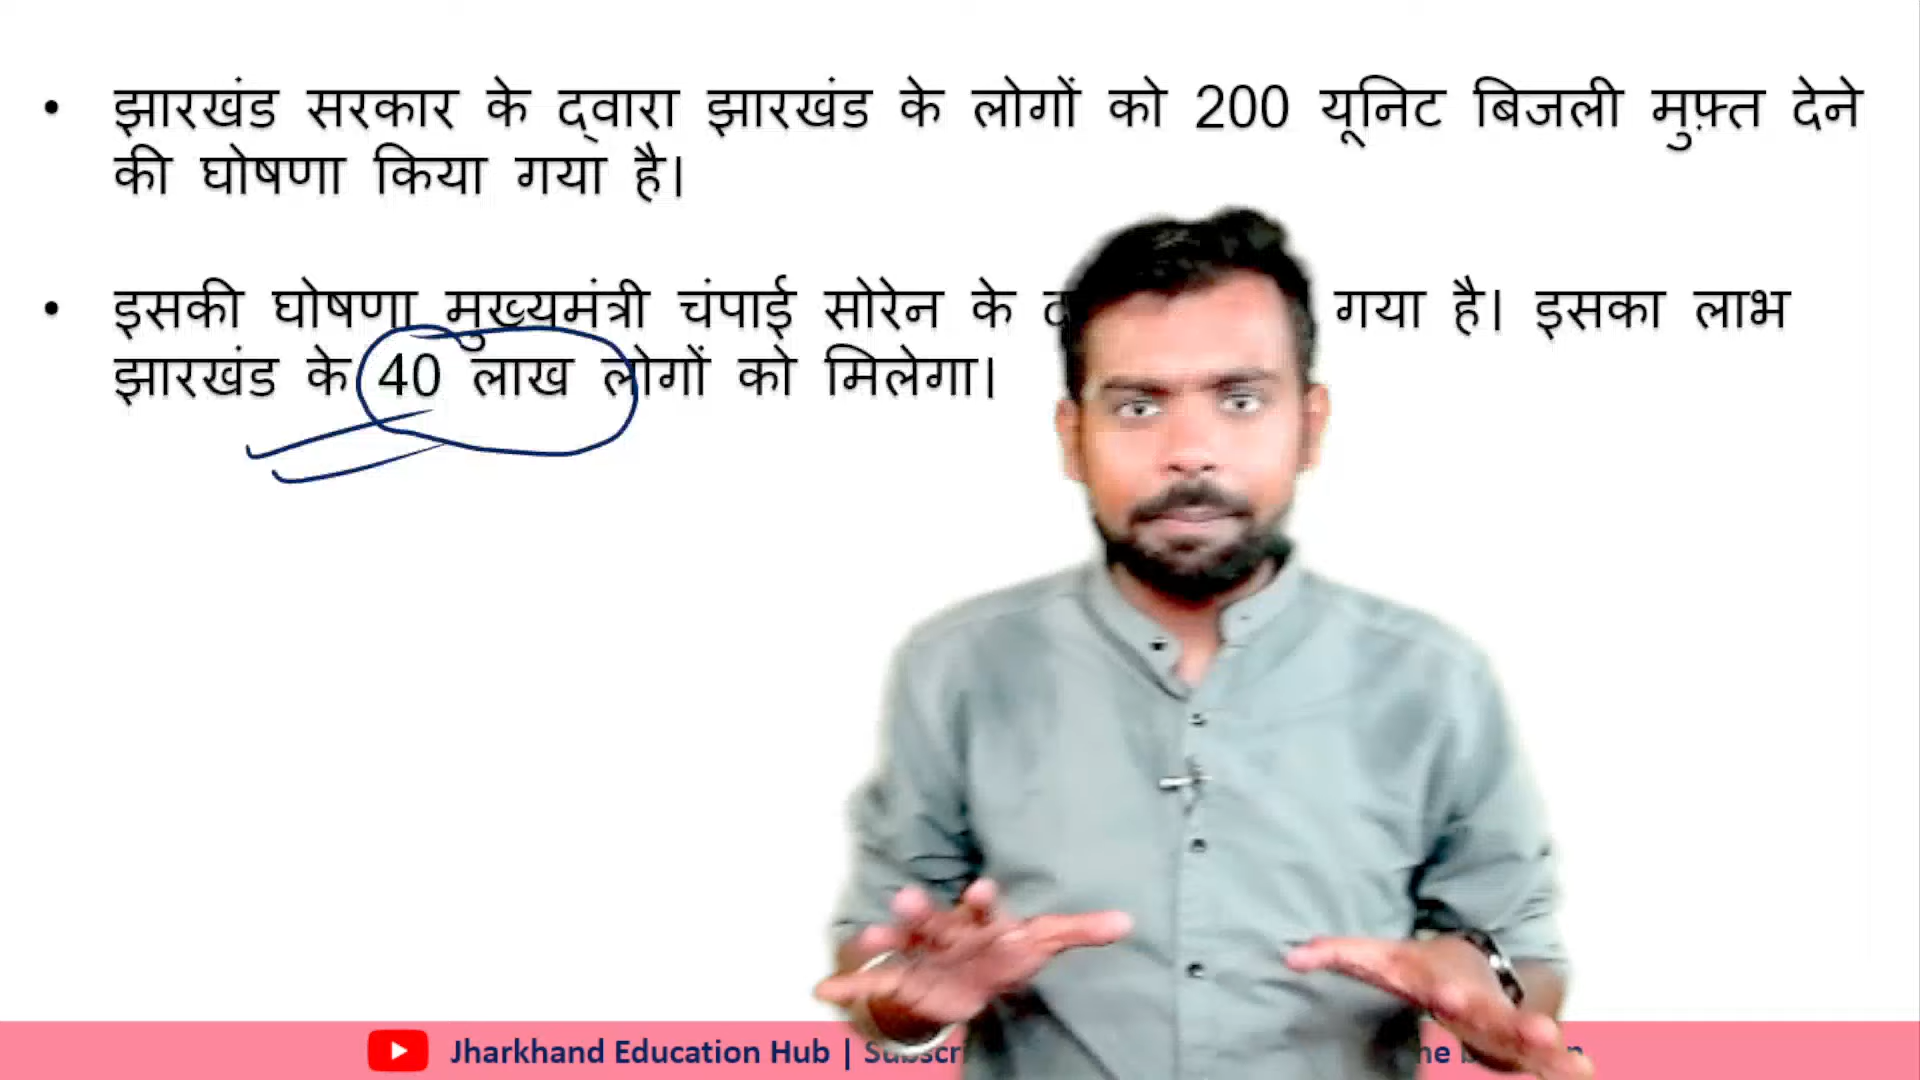 • झारखंड सरकार के द्वारा झारखंड के लोगों को 200 यूनिट बिजली मुफ़्त देने
की घोषणा किया गया है।
• इसकी घोषणा मुख्यमंत्री चंपाई सोरेन के गया है। इसका लाभ
झारखंड के 40 लाख लोगों को मिलेगा।
Jharkhand Education Hub |